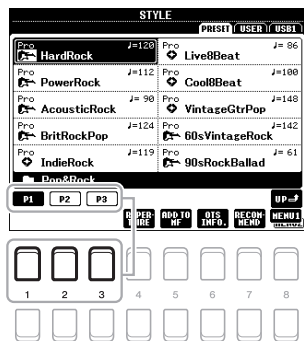 STYLE
PRESET USER USB1
Pro ♩=120 HardRock
Pro ♩= 86 Live8Beat
Pro ♩=112 PowerRock
Pro ♩=100 Cool8Beat
Pro ♩= 90 AcousticRock
Pro ♩=148 VintageGtrPop
Pro ♩=124 BritRockPop
Pro ♩=142 60sVintageRock
Pro ♩=119 IndieRock
Pro ♩= 61 90sRockBallad
Pop&Rock
P1 P2 P3 UP
ADD TO MF
OTS INFO.
RECOM-MEND
MENU1
1 2 3 4 5 6 7 8